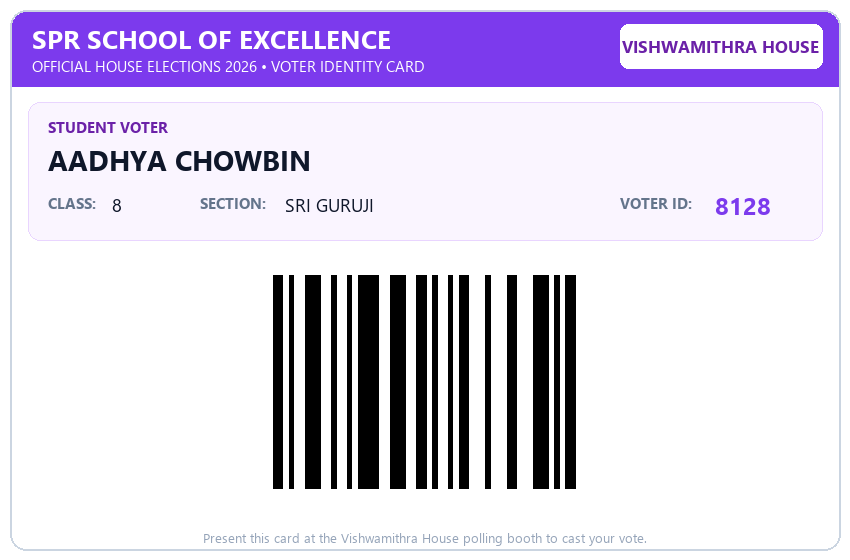 SPR SCHOOL OF EXCELLENCE
OFFICIAL HOUSE ELECTIONS 2026 • VOTER IDENTITY CARD
VISHWAMITHRA HOUSE
STUDENT VOTER
AADHYA CHOWBIN
CLASS: 8 SECTION: SRI GURUJI VOTER ID: 8128
Present this card at the Vishwamithra House polling booth to cast your vote.